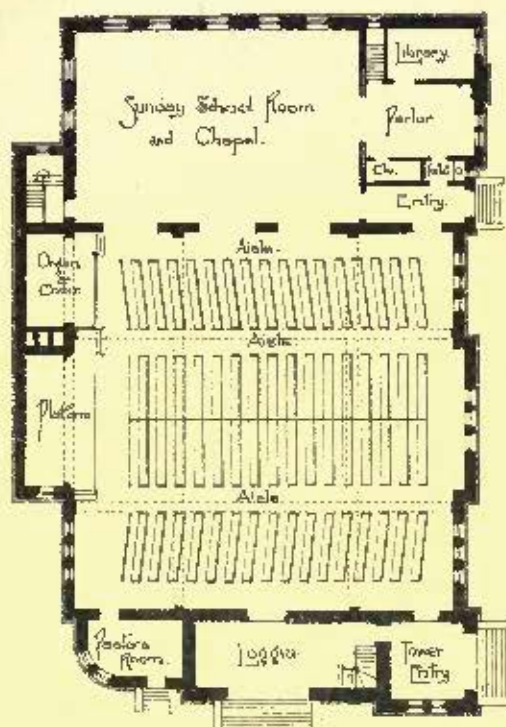 Library.
Sunday School Room
and Chapel.
Parlor
Clo.
Entry.
Aisle.
Organ
&
Choir
Aisle.
Platform
Aisle
Pastors
Room.
Loggia
Tower
Entry